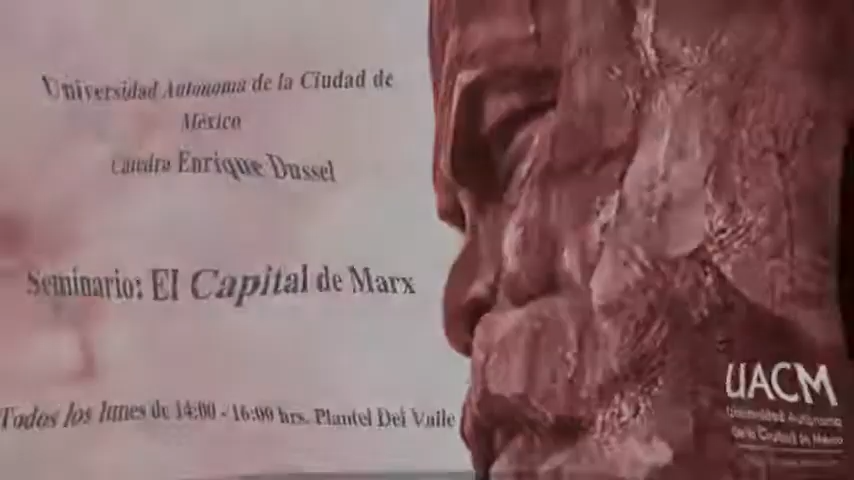 Universidad Autonoma de la Ciudad de
México
Catedra Enrique Dussel
Seminario: El Capital de Marx
Todos los lunes de 14:00 - 16:00 hrs. Plantel Del Valle
UACM
Universidad Autónoma
de la Ciudad de México